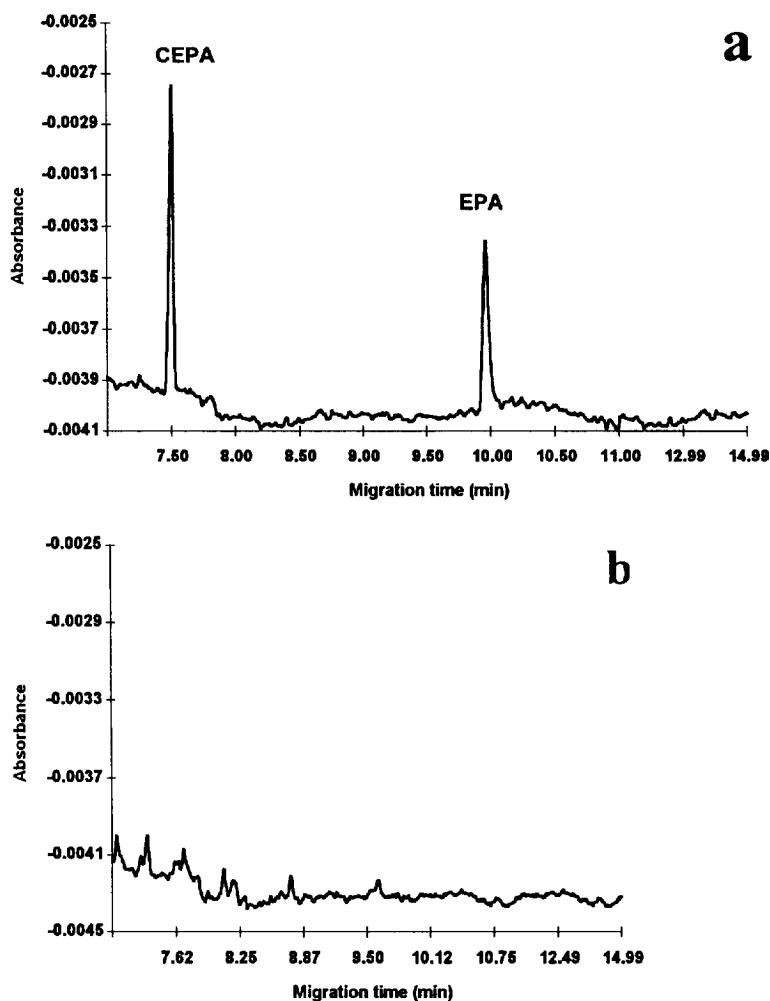 a
CEPA
EPA
Absorbance
-0.0025
-0.0027
-0.0029
-0.0031
-0.0033
-0.0035
-0.0037
-0.0039
-0.0041
7.50 8.00 8.50 9.00 9.50 10.00 10.50 11.00 12.99 14.99
Migration time (min)
b
Absorbance
-0.0025
-0.0029
-0.0033
-0.0037
-0.0041
-0.0045
7.62 8.25 8.87 9.50 10.12 10.75 12.49 14.99
Migration time (min)